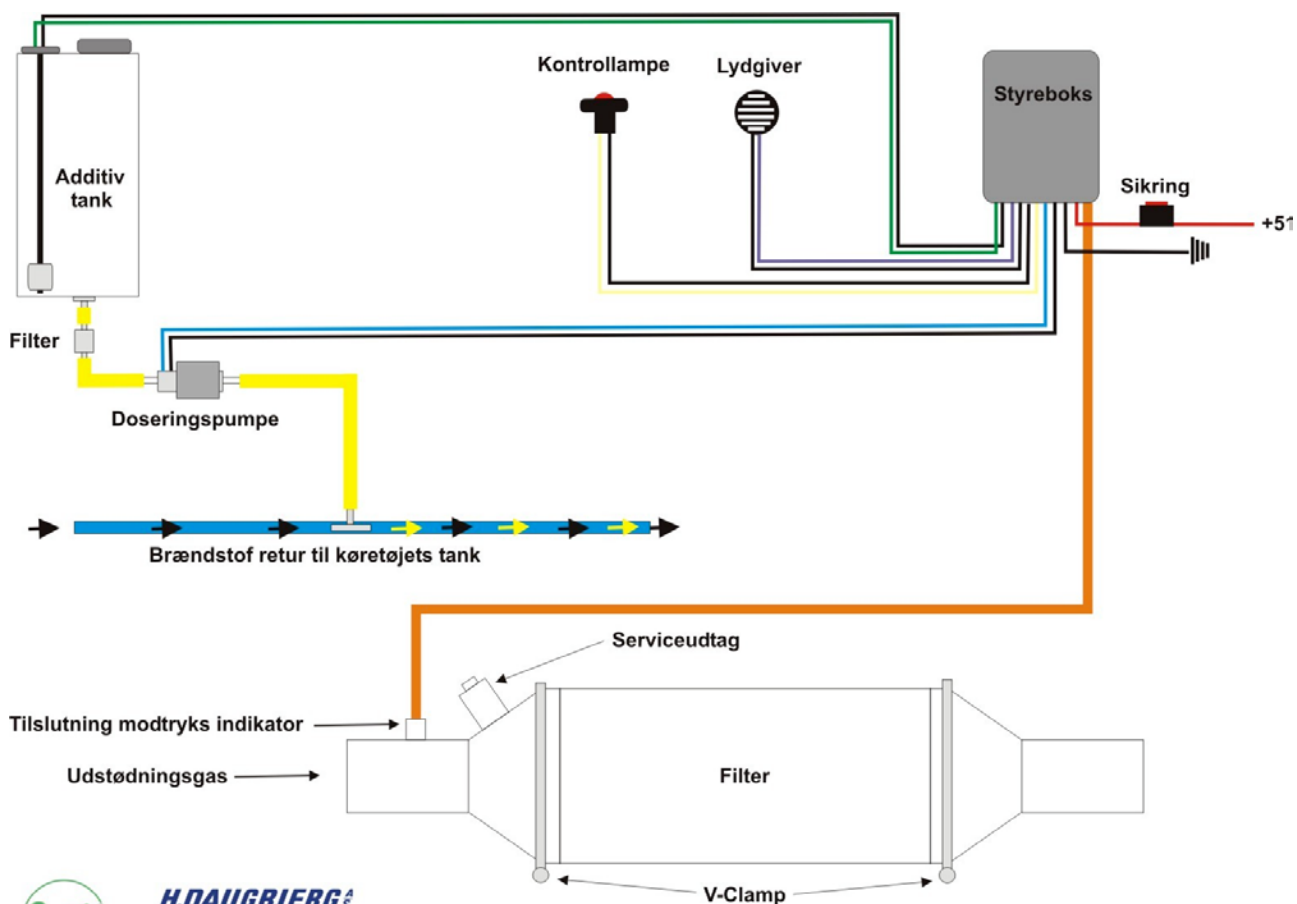 Kontrollampe
Lydgiver
Styreboks
Additiv
tank
Sikring
+51
Filter
Doseringspumpe
Brændstof retur til køretøjets tank
Serviceudtag
Tilslutning modtryks indikator
Udstødningsgas
Filter
V-Clamp